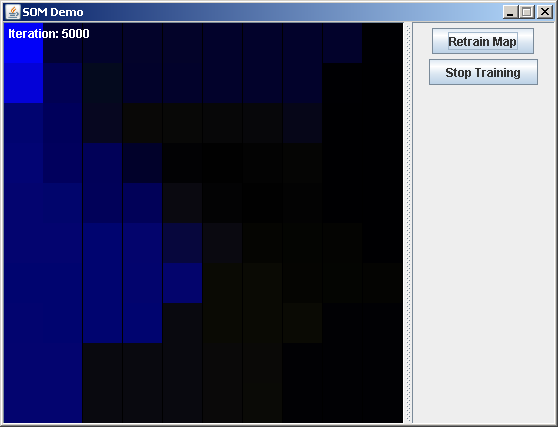 SOM Demo
Iteration: 5000
Retrain Map
Stop Training